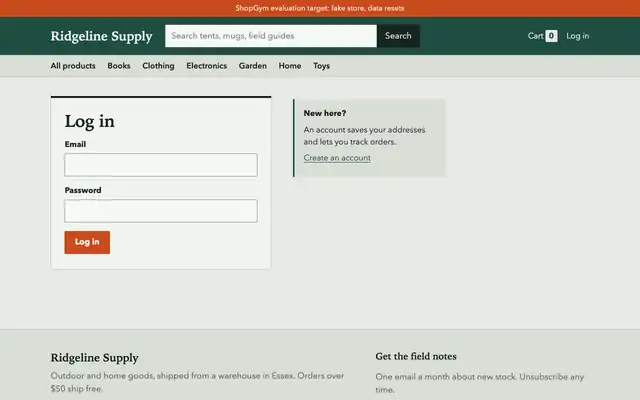 ShopGym evaluation target: fake store, data resets
Ridgeline Supply
Search tents, mugs, field guides
Search
Cart 0
Log in
All products
Books
Clothing
Electronics
Garden
Home
Toys
Log in
Email
Password
Log in
New here?
An account saves your addresses
and lets you track orders.
Create an account
Ridgeline Supply
Outdoor and home goods, shipped from a warehouse in Essex. Orders over
$50 ship free.
Get the field notes
One email a month about new stock. Unsubscribe any
time.